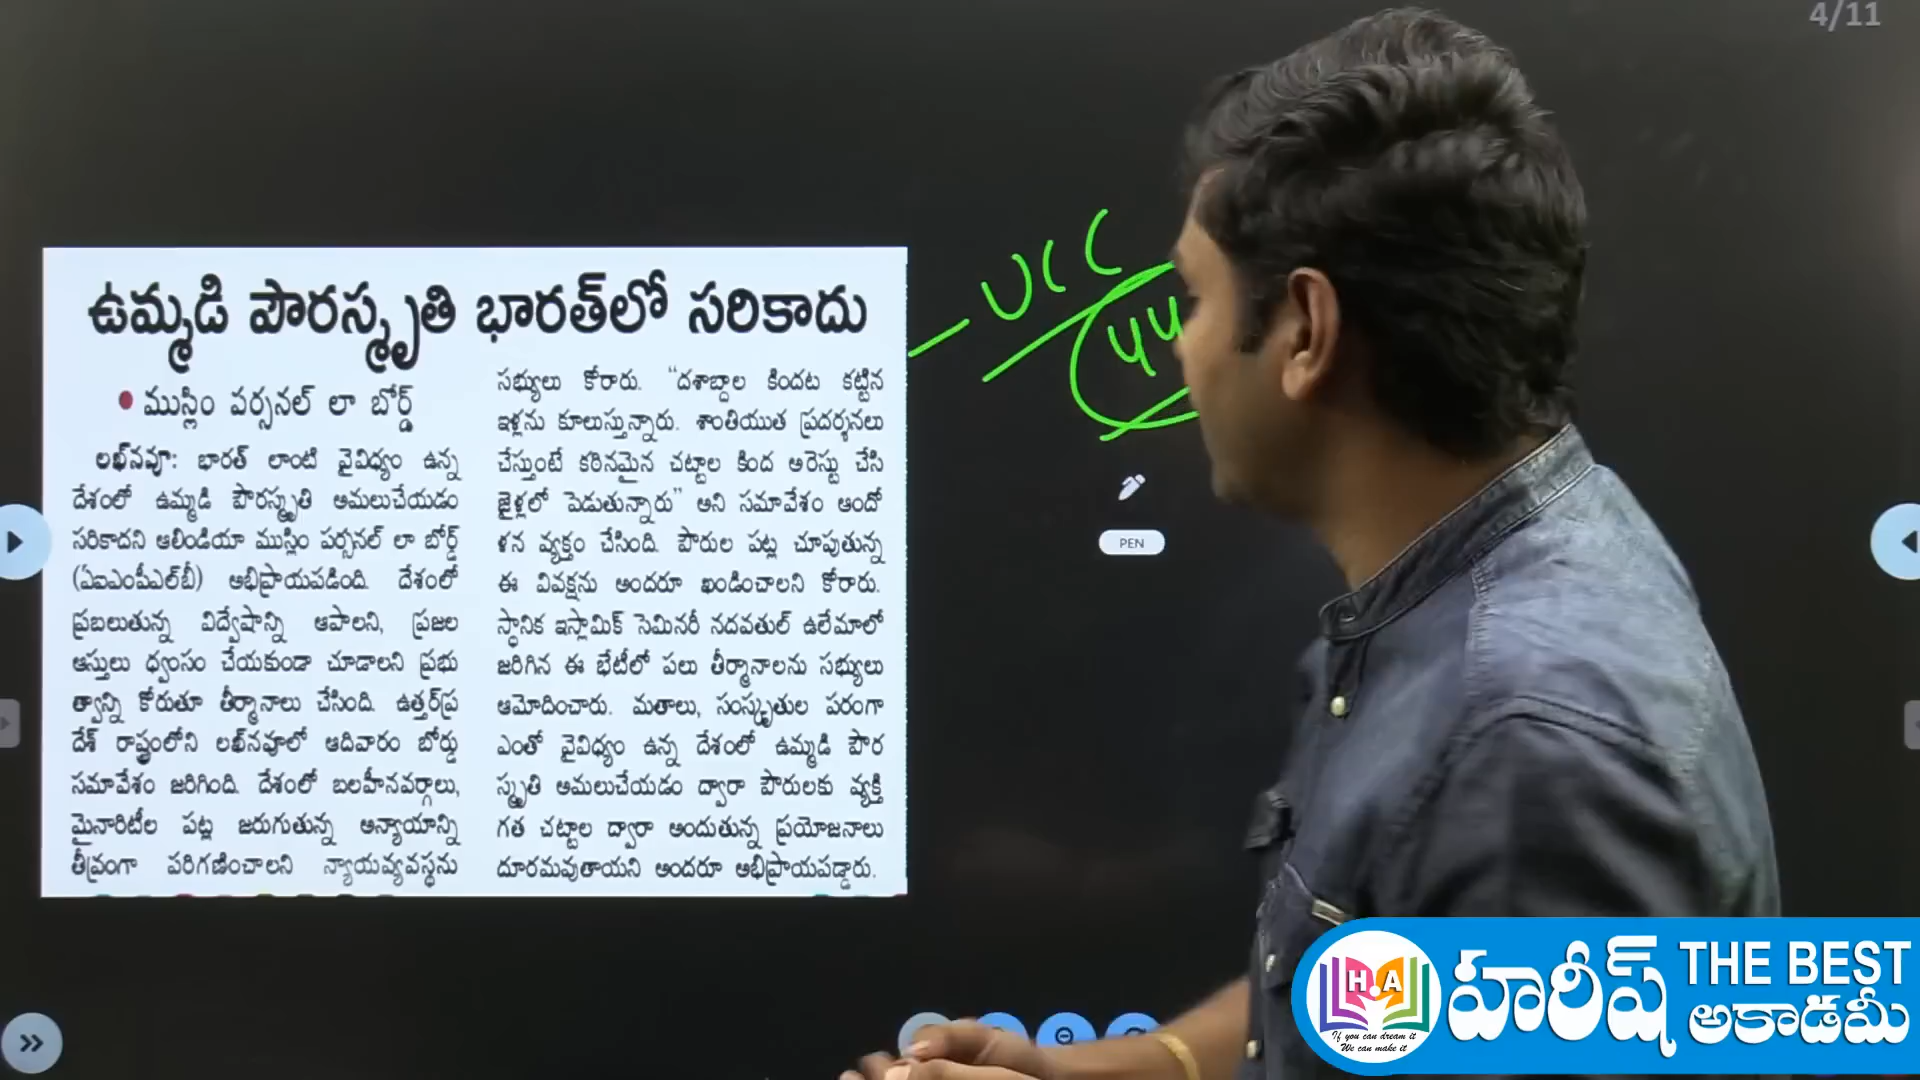 4/11
ఉమ్మడి పౌరస్మృతి భారత్‌లో సరికాదు
• ముస్లిం పర్సనల్ లా బోర్డ్
లఖ్‌నవూ: భారత్ లాంటి వైవిధ్యం ఉన్న
దేశంలో ఉమ్మడి పౌరస్మృతి అమలుచేయడం
సరికాదని ఆలిండియా ముస్లిం పర్సనల్ లా బోర్డ్
(ఏఐఎంపీఎల్‌బీ) అభిప్రాయపడింది. దేశంలో
ప్రబలుతున్న విద్వేషాన్ని ఆపాలని, ప్రజల
ఆస్తులు ధ్వంసం చేయకుండా చూడాలని ప్రభు
త్వాన్ని కోరుతూ తీర్మానాలు చేసింది. ఉత్తర్‌ప్ర
దేశ్ రాష్ట్రంలోని లఖ్‌నవూలో ఆదివారం బోర్డు
సమావేశం జరిగింది. దేశంలో బలహీనవర్గాలు,
మైనారిటీల పట్ల జరుగుతున్న అన్యాయాన్ని
తీవ్రంగా పరిగణించాలని న్యాయవ్యవస్థను
సభ్యులు కోరారు. “దశాబ్దాల కిందట కట్టిన
ఇళ్లను కూలుస్తున్నారు. శాంతియుత ప్రదర్శనలు
చేస్తుంటే కఠినమైన చట్టాల కింద అరెస్టు చేసి
జైళ్లలో పెడుతున్నారు” అని సమావేశం ఆందో
ళన వ్యక్తం చేసింది. పౌరుల పట్ల చూపుతున్న
ఈ వివక్షను అందరూ ఖండించాలని కోరారు.
స్థానిక ఇస్లామిక్ సెమినరీ నదవతుల్ ఉలేమాలో
జరిగిన ఈ భేటీలో పలు తీర్మానాలను సభ్యులు
ఆమోదించారు. మతాలు, సంస్కృతుల పరంగా
ఎంతో వైవిధ్యం ఉన్న దేశంలో ఉమ్మడి పౌర
స్మృతి అమలుచేయడం ద్వారా పౌరులకు వ్యక్తి
గత చట్టాల ద్వారా అందుతున్న ప్రయోజనాలు
దూరమవుతాయని అందరూ అభిప్రాయపడ్డారు.
UCC
44
PEN
H.A
If you can dream it
We can make it
హరీష్
THE BEST
అకాడమీ